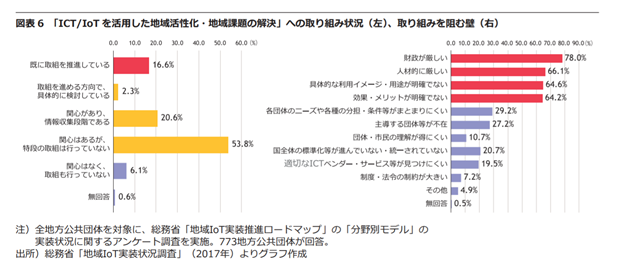 図表 6 「ICT/IoT を活用した地域活性化・地域課題の解決」への取り組み状況（左）、取り組みを阻む壁（右）
0.0 10.0 20.0 30.0 40.0 50.0 60.0 (%)
既に取組を推進している 16.6%
取組を進める方向で、
具体的に検討している 2.3%
関心があり、
情報収集段階である 20.6%
関心はあるが、
特段の取組は行っていない 53.8%
関心はなく、
取組も行っていない 6.1%
無回答 0.6%
0.0 10.0 20.0 30.0 40.0 50.0 60.0 70.0 80.0 90.0 (%)
財政が厳しい 78.0%
人材的に厳しい 66.1%
具体的な利用イメージ・用途が明確でない 64.6%
効果・メリットが明確でない 64.2%
各団体のニーズや各種の分担・条件等がまとまりにくい 29.2%
主導する団体等が不在 27.2%
団体・市民の理解が得にくい 10.7%
国全体の標準化等が進んでいない・統一されていない 20.7%
適切なICTベンダー・サービス等が見つけにくい 19.5%
制度・法令の制約が大きい 7.2%
その他 4.9%
無回答 0.5%
注）全地方公共団体を対象に、総務省「地域IoT実装推進ロードマップ」の「分野別モデル」の
実装状況に関するアンケート調査を実施。773地方公共団体が回答。
出所）総務省「地域IoT実装状況調査」（2017年）よりグラフ作成